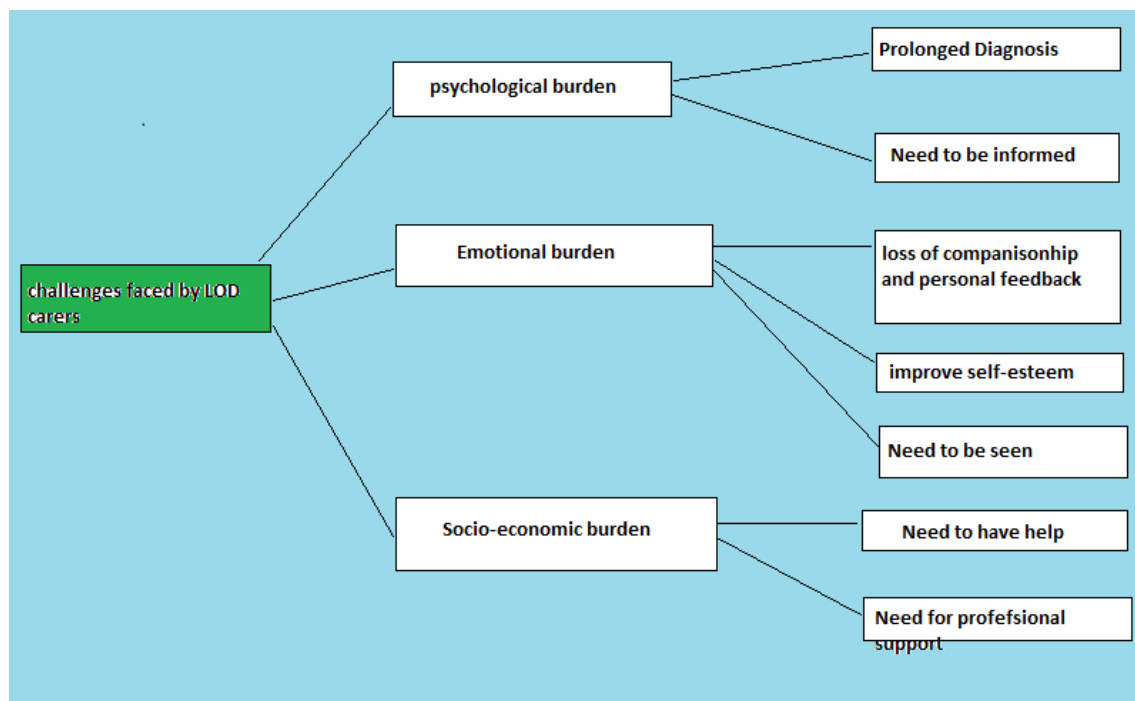 Prolonged Diagnosis
psychological burden
Need to be informed
Emotional burden
loss of companisonhip
and personal feedback
challenges faced by LOD
carers
improve self-esteem
Need to be seen
Socio-economic burden
Need to have help
Need for profefsional
support